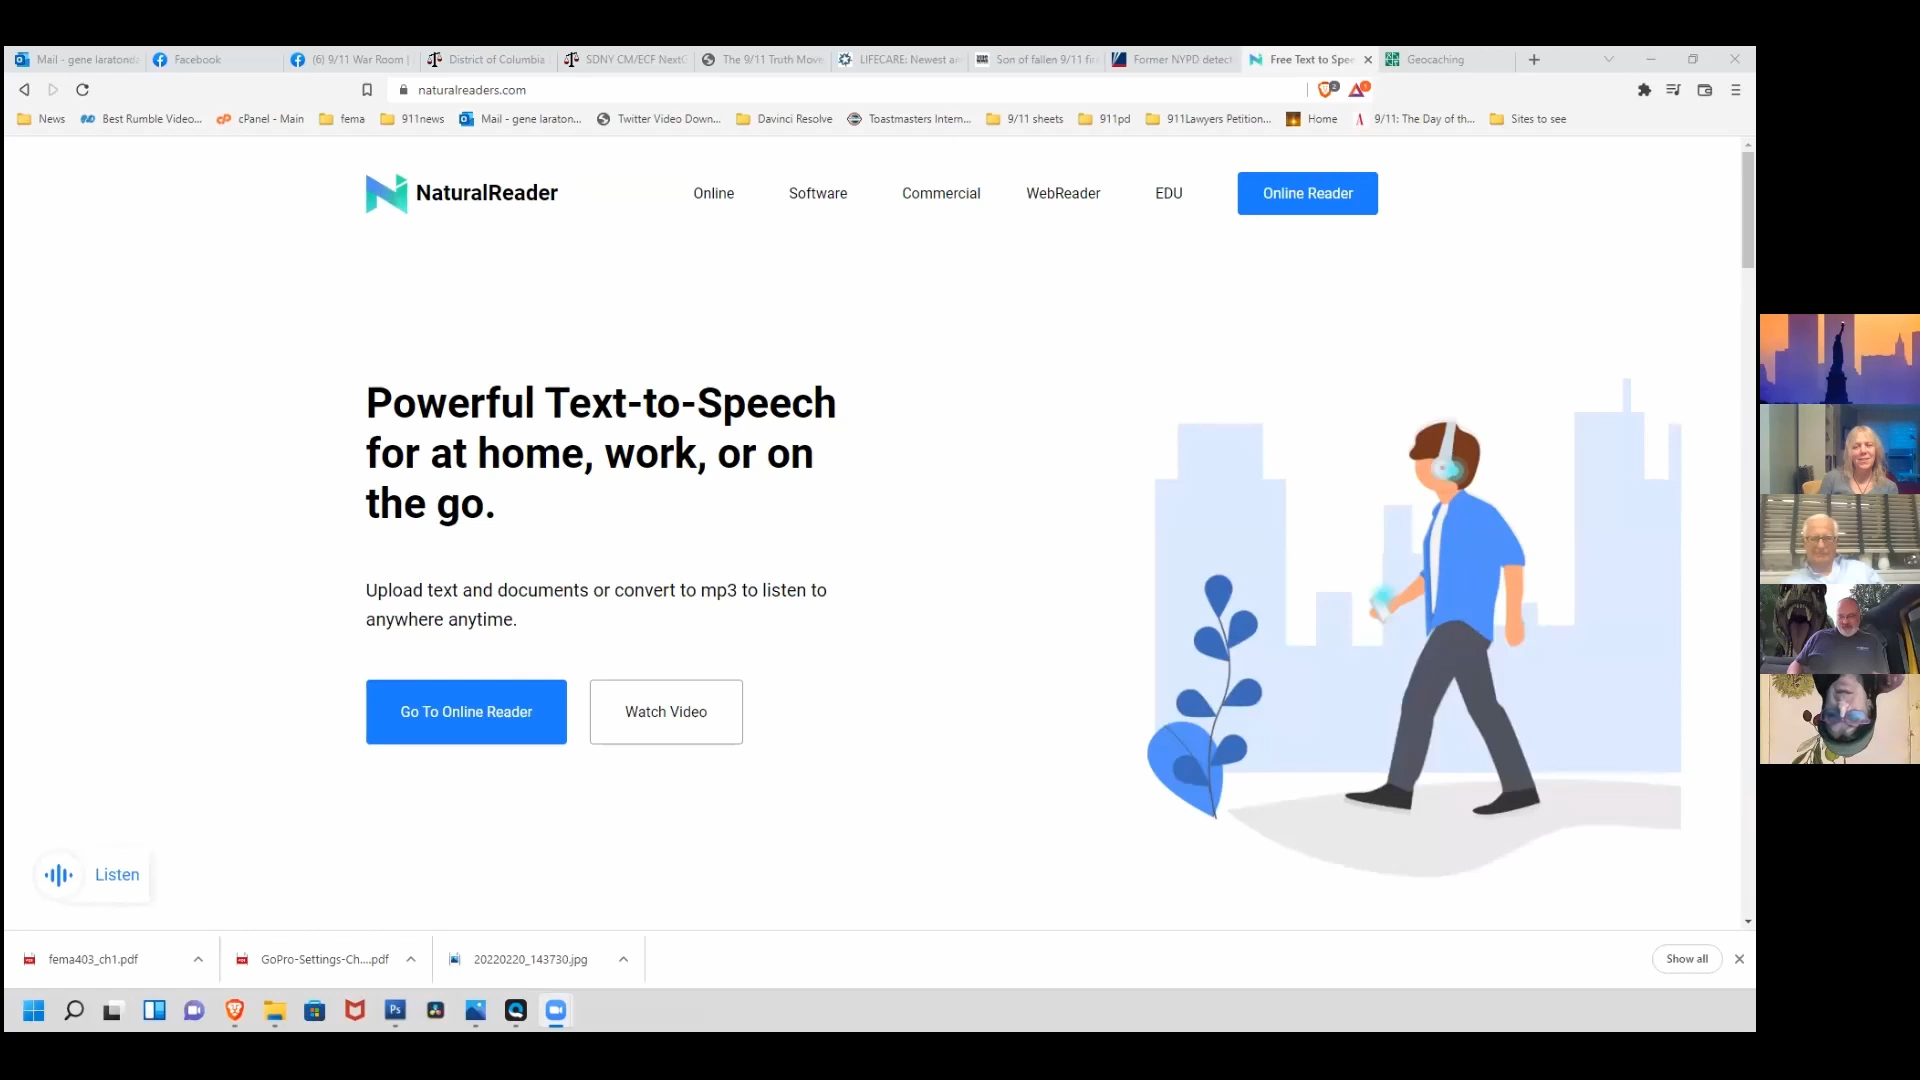 Mail - gene laratonda
Facebook
(6) 9/11 War Room |
District of Columbia
SDNY CM/ECF NextG
The 9/11 Truth Move
LIFECARE: Newest a
Son of fallen 9/11 fir
Former NYPD detect
Free Text to Spee
Geocaching
naturalreaders.com
News
Best Rumble Video...
cPanel - Main
fema
911news
Mail - gene laraton...
Twitter Video Down...
Davinci Resolve
Toastmasters Intern...
9/11 sheets
911pd
911Lawyers Petition...
Home
9/11: The Day of th...
Sites to see
NaturalReader
Online
Software
Commercial
WebReader
EDU
Online Reader
Powerful Text-to-Speech
for at home, work, or on
the go.
Upload text and documents or convert to mp3 to listen to
anywhere anytime.
Go To Online Reader
Watch Video
Listen
fema403_ch1.pdf
GoPro-Settings-Ch....pdf
20220220_143730.jpg
Show all
Ps